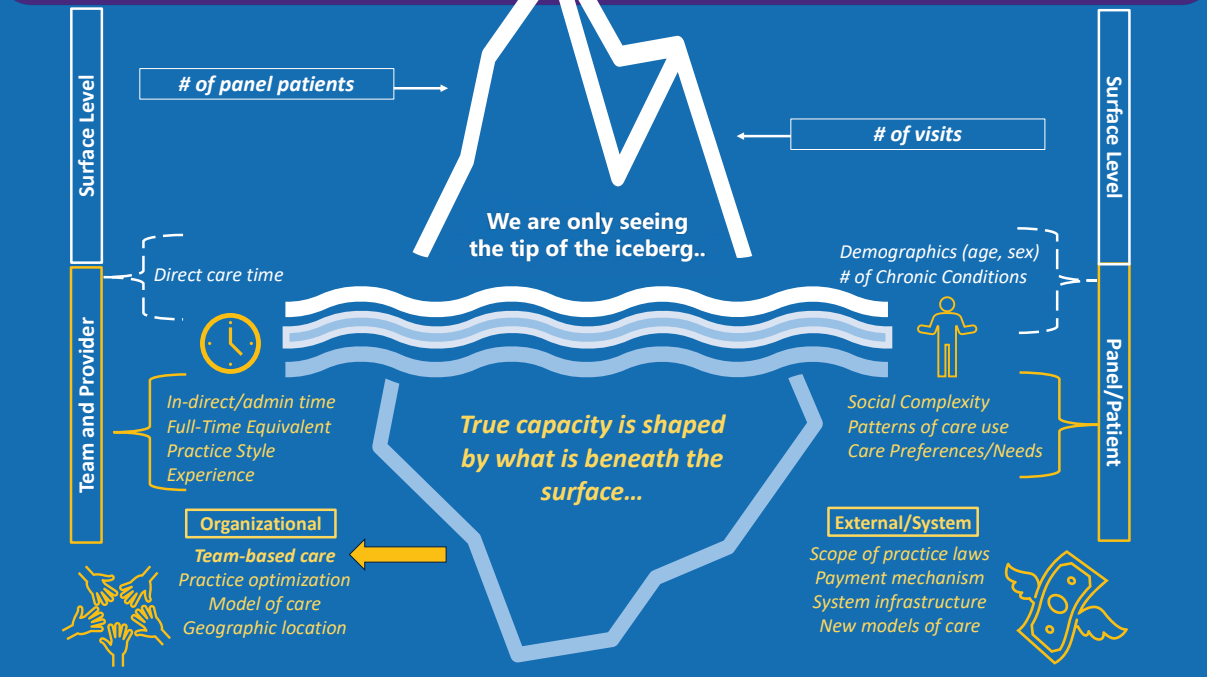 Surface Level
# of panel patients
# of visits
Surface Level
We are only seeing
the tip of the iceberg..
Direct care time
Demographics (age, sex)
# of Chronic Conditions
Team and Provider
In-direct/admin time
Full-Time Equivalent
Practice Style
Experience
True capacity is shaped
by what is beneath the
surface…
Social Complexity
Patterns of care use
Care Preferences/Needs
Panel/Patient
Organizational
Team-based care
Practice optimization
Model of care
Geographic location
External/System
Scope of practice laws
Payment mechanism
System infrastructure
New models of care